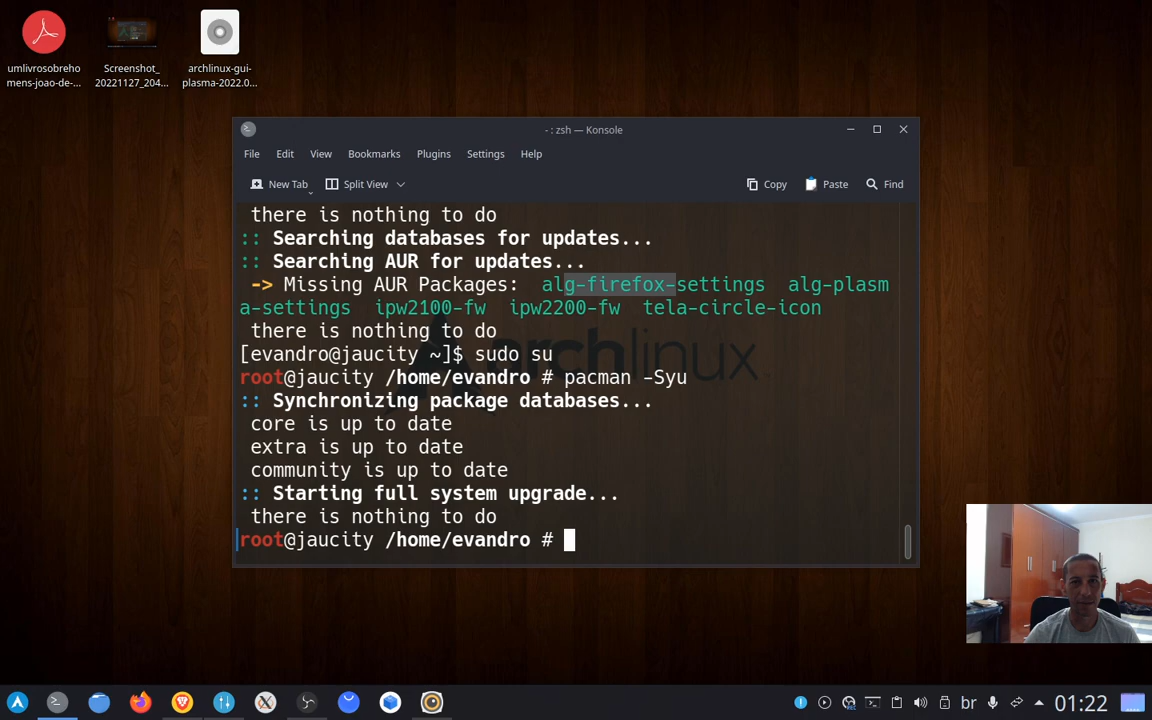 umlivrosobreho
mens-joao-de-...
Screenshot_
20221127_204...
archlinux-gui-
plasma-2022.0...
- : zsh — Konsole
File Edit View Bookmarks Plugins Settings Help
New Tab Split View Copy Paste Find
there is nothing to do
:: Searching databases for updates...
:: Searching AUR for updates...
-> Missing AUR Packages:  alg-firefox-settings  alg-plasm
a-settings  ipw2100-fw  ipw2200-fw  tela-circle-icon
there is nothing to do
[evandro@jaucity ~]$ sudo su
root@jaucity /home/evandro # pacman -Syu
:: Synchronizing package databases...
core is up to date
extra is up to date
community is up to date
:: Starting full system upgrade...
there is nothing to do
root@jaucity /home/evandro #
archlinux
br 01:22